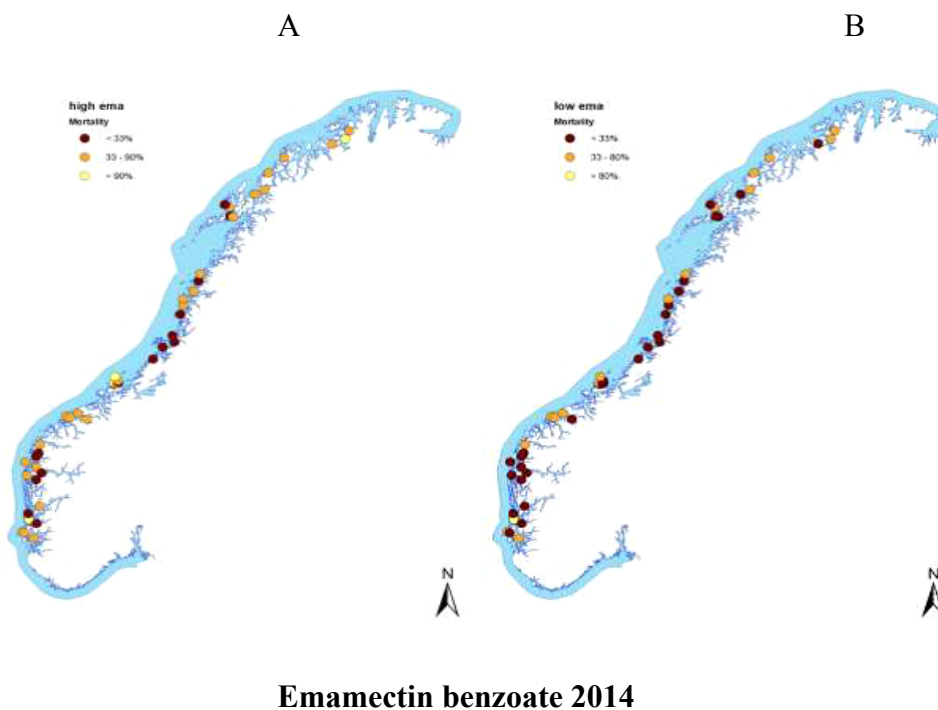 A
B
high ema
Mortality
< 33%
33 - 90%
> 90%
low ema
Mortality
< 33%
33 - 80%
> 80%
N
N
Emamectin benzoate 2014